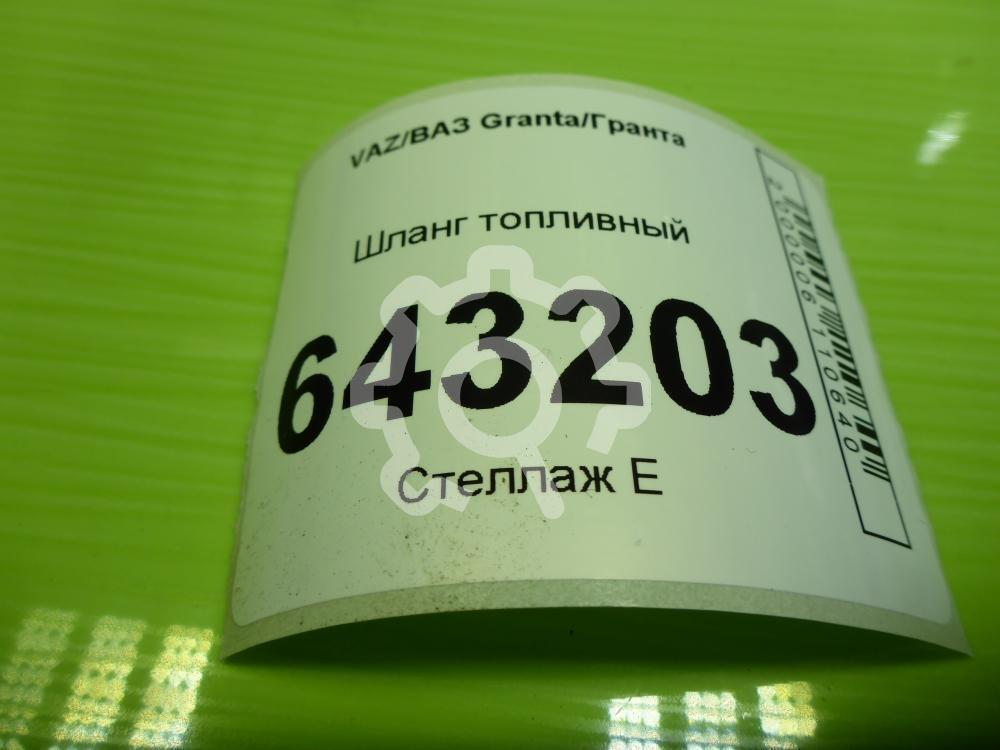 VAZ/ВАЗ Granta/Гранта
Шланг топливный
643203
Стеллаж Е
2000006110640